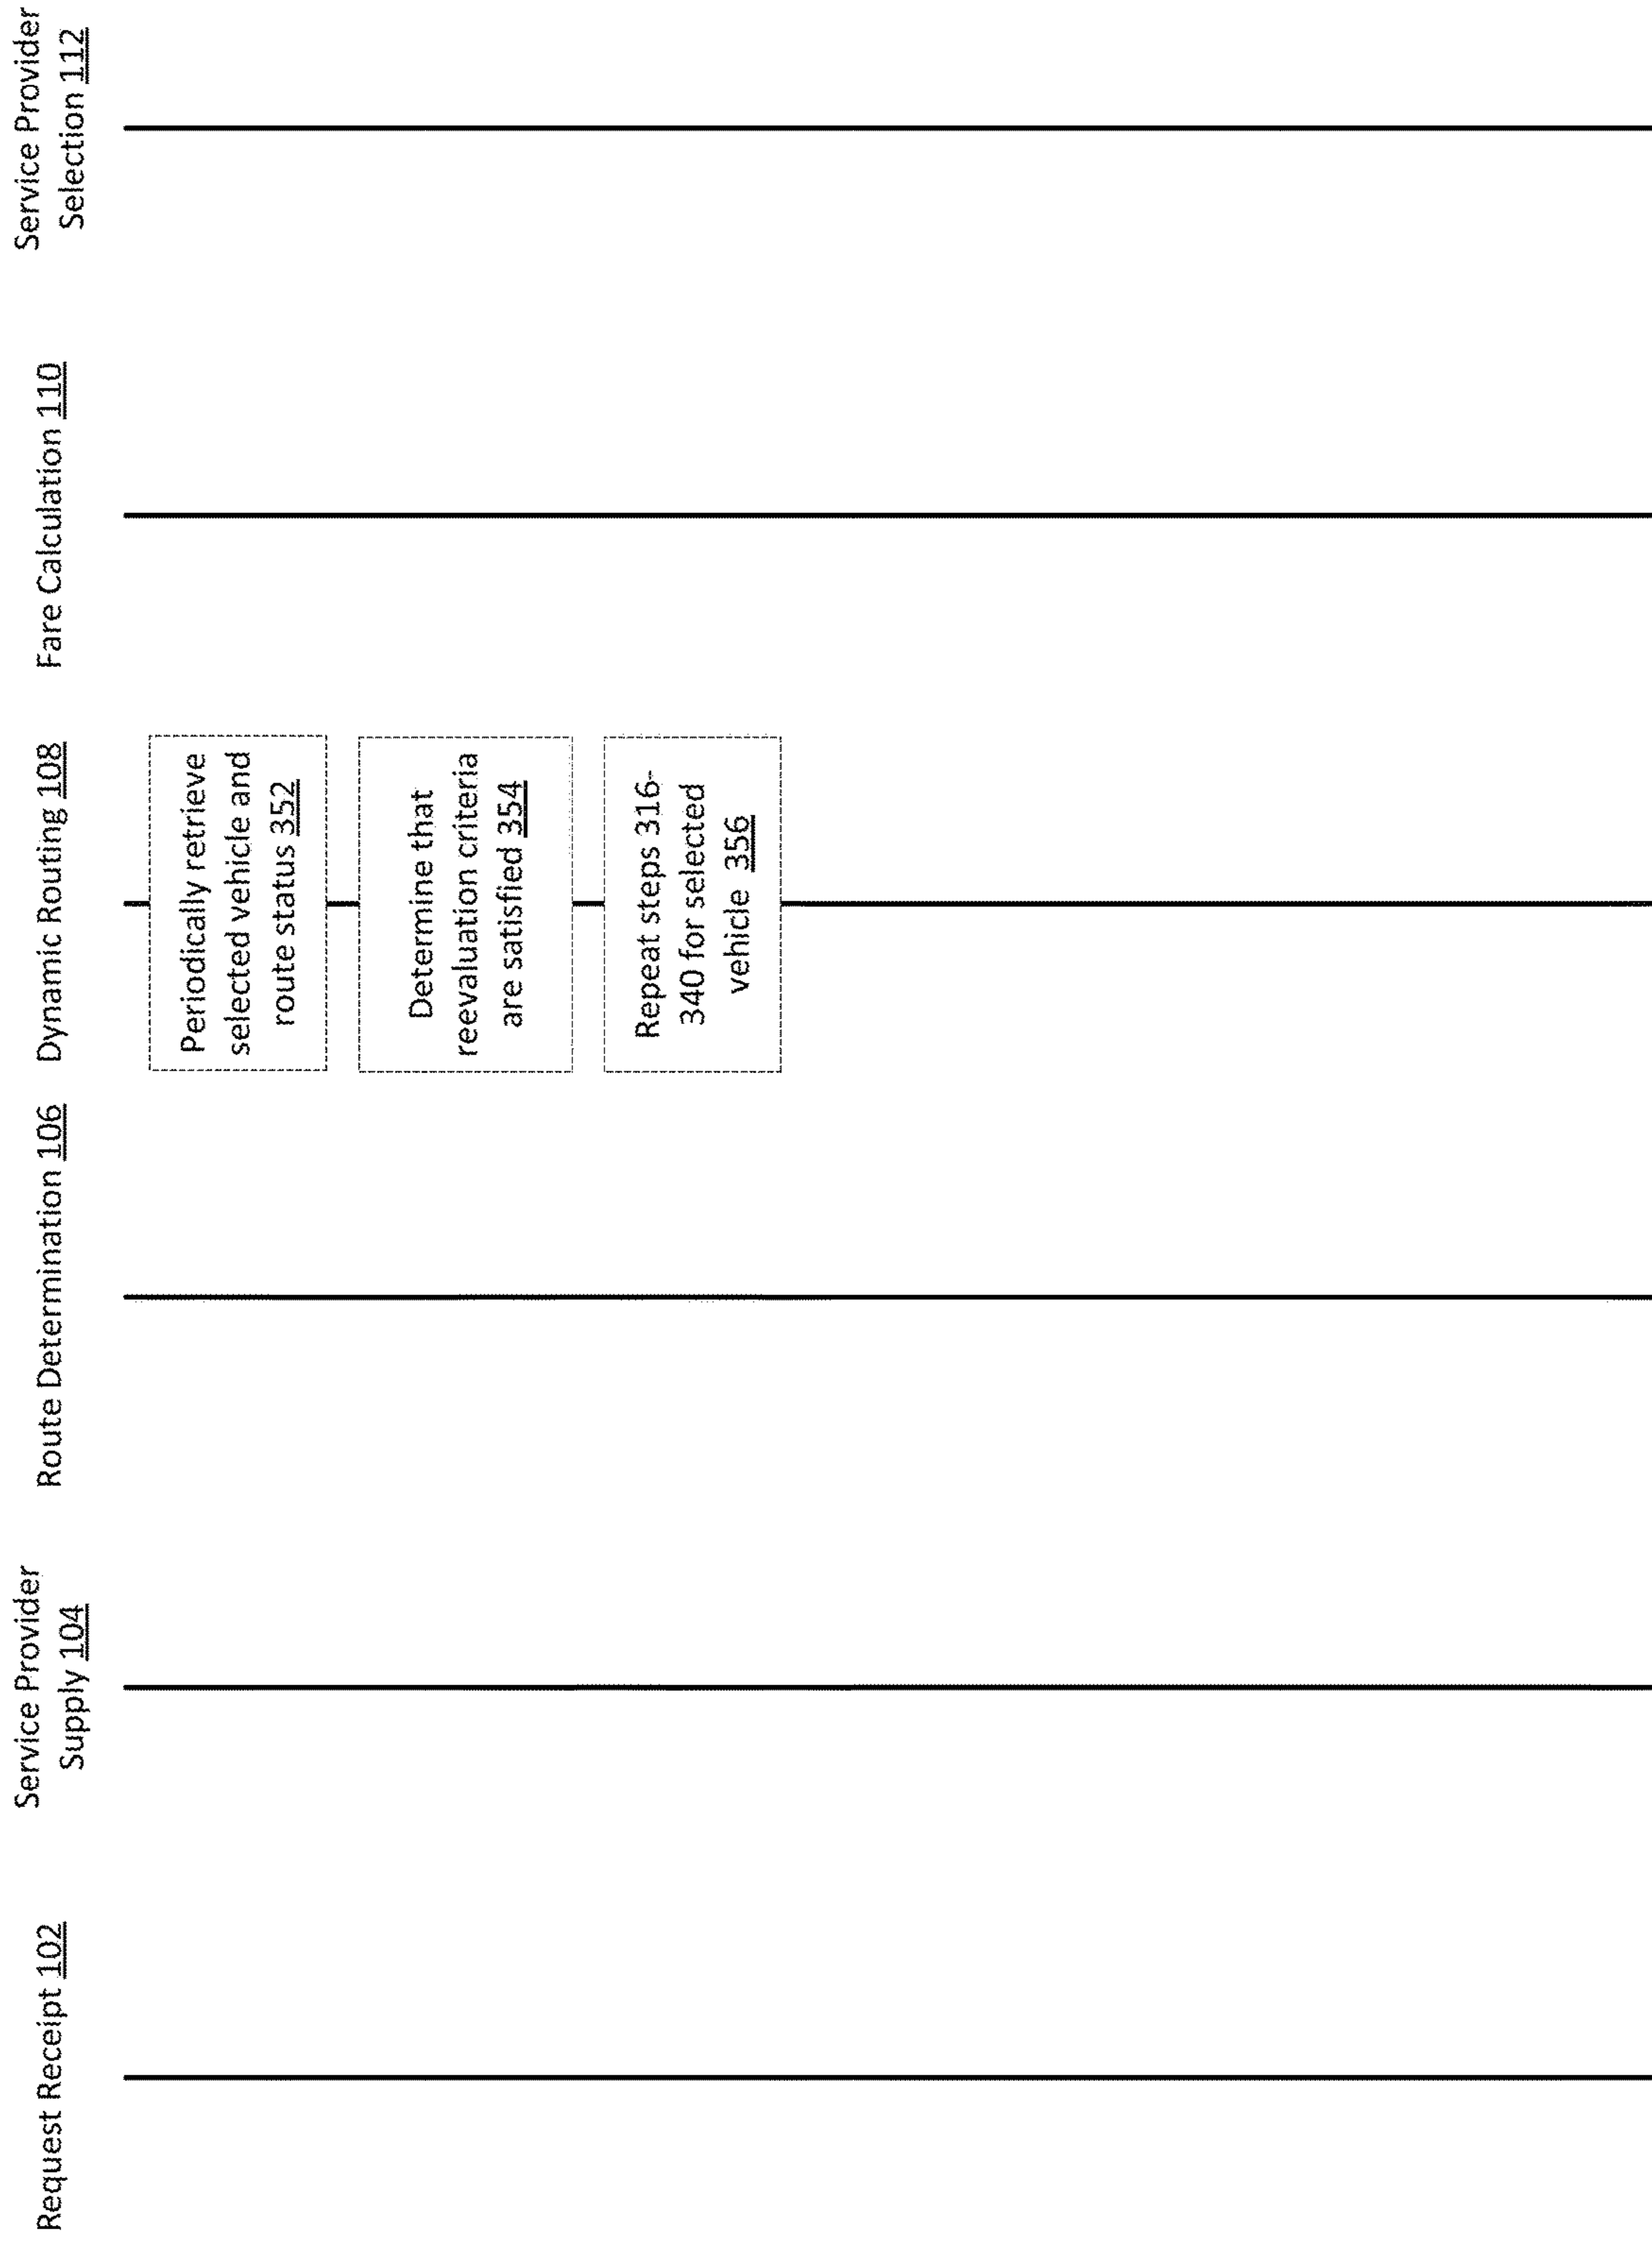 Request Receipt 102
Service Provider
Supply 104
Route Determination 106
Dynamic Routing 108
Fare Calculation 110
Service Provider
Selection 112
Periodically retrieve
selected vehicle and
route status 352
Determine that
reevaluation criteria
are satisfied 354
Repeat steps 316-
340 for selected
vehicle 356